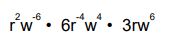 r²w⁻⁶ • 6r⁻⁴w⁴ • 3rw⁶